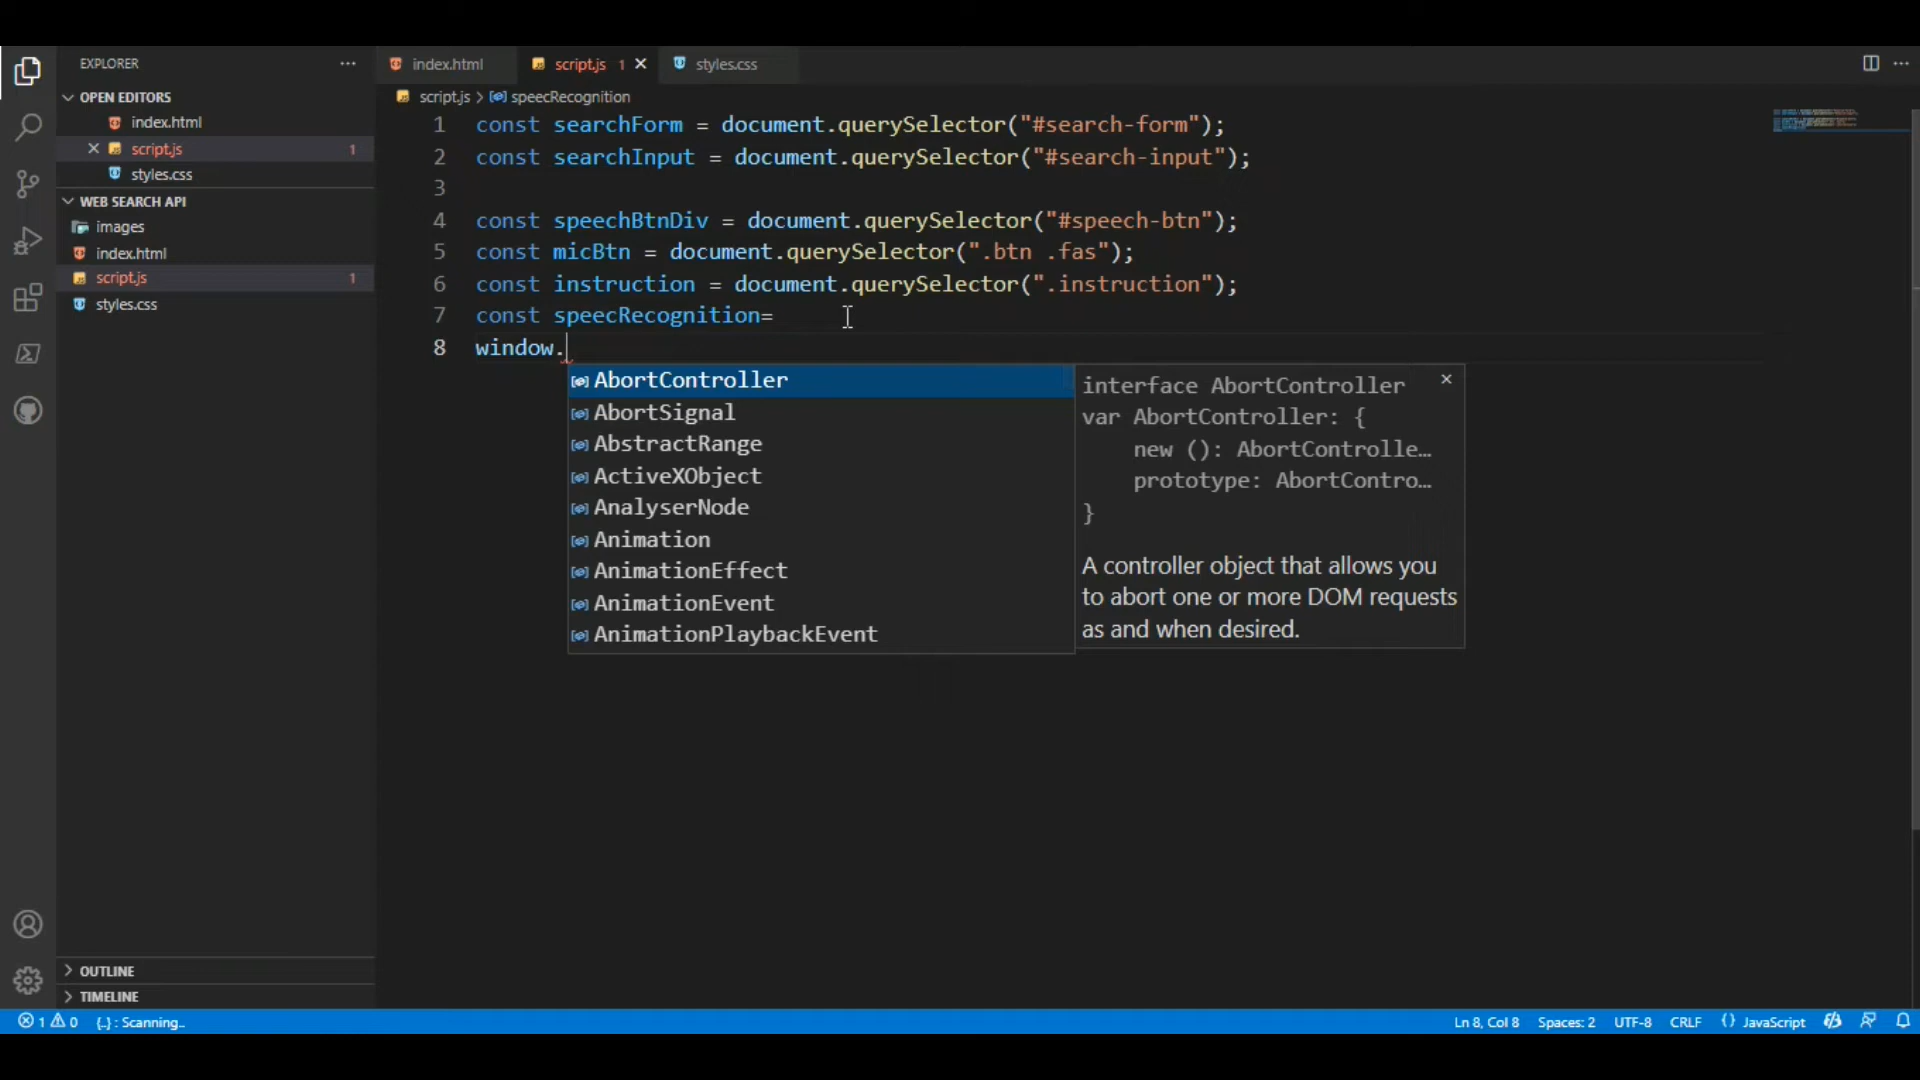 EXPLORER
OPEN EDITORS
index.html
script.js 1
styles.css
WEB SEARCH API
images
index.html
script.js 1
styles.css
OUTLINE
TIMELINE
index.html
script.js 1
styles.css
script.js > speecRecognition
1 const searchForm = document.querySelector("#search-form");
2 const searchInput = document.querySelector("#search-input");
3
4 const speechBtnDiv = document.querySelector("#speech-btn");
5 const micBtn = document.querySelector(".btn .fas");
6 const instruction = document.querySelector(".instruction");
7 const speecRecognition=
8 window.
AbortController
AbortSignal
AbstractRange
ActiveXObject
AnalyserNode
Animation
AnimationEffect
AnimationEvent
AnimationPlaybackEvent
interface AbortController
var AbortController: {
new (): AbortControlle…
prototype: AbortContro…
}
A controller object that allows you
to abort one or more DOM requests
as and when desired.
1 0 {..} : Scanning..
Ln 8, Col 8 Spaces: 2 UTF-8 CRLF {} JavaScript